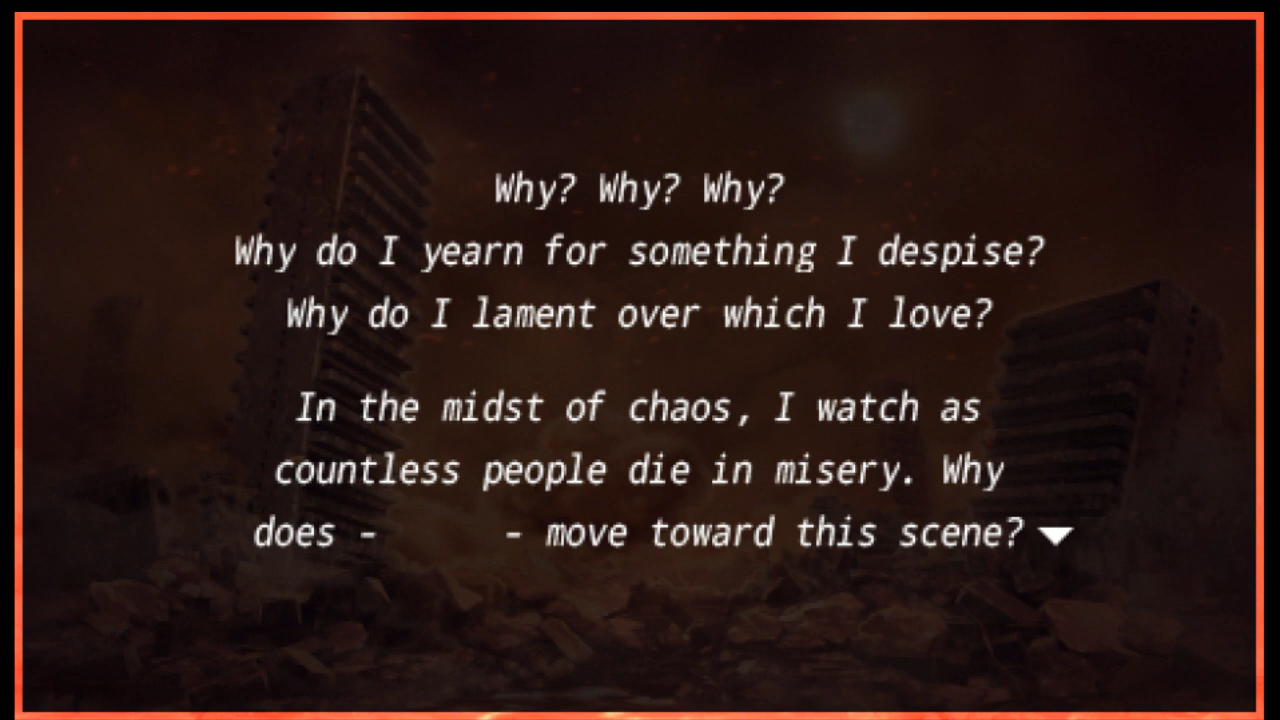 Why? Why? Why?
Why do I yearn for something I despise?
Why do I lament over which I love?
In the midst of chaos, I watch as
countless people die in misery. Why
does -      - move toward this scene?